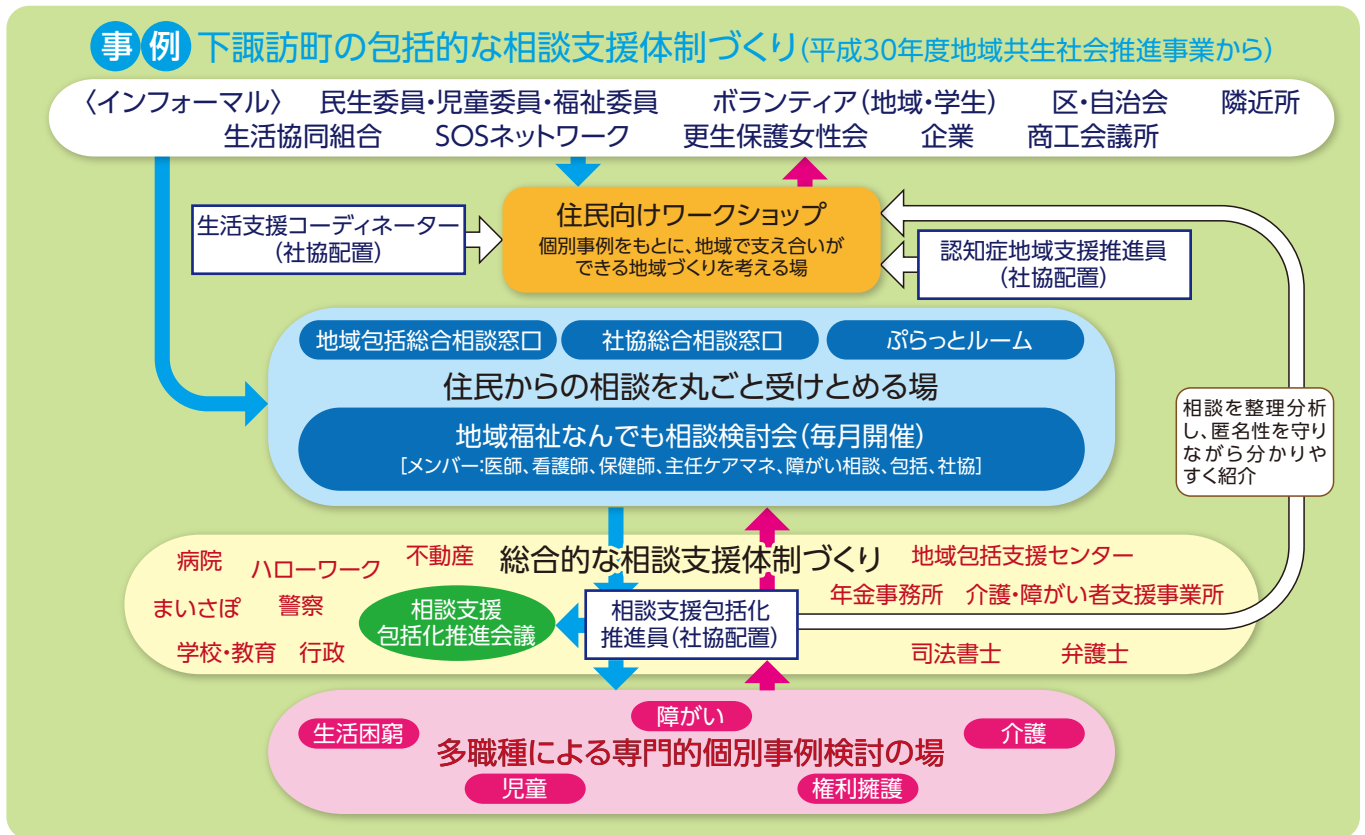 事例 下諏訪町の包括的な相談支援体制づくり(平成30年度地域共生社会推進事業から)
〈インフォーマル〉 民生委員・児童委員・福祉委員 ボランティア(地域・学生) 区・自治会 隣近所
生活協同組合 SOSネットワーク 更生保護女性会 企業 商工会議所
住民向けワークショップ
個別事例をもとに、地域で支え合いが
できる地域づくりを考える場
生活支援コーディネーター
(社協配置)
認知症地域支援推進員
(社協配置)
地域包括総合相談窓口 社協総合相談窓口 ぷらっとルーム
住民からの相談を丸ごと受けとめる場
地域福祉なんでも相談検討会(毎月開催)
[メンバー:医師、看護師、保健師、主任ケアマネ、障がい相談、包括、社協]
相談を整理分析
し、匿名性を守り
ながら分かりや
すく紹介
総合的な相談支援体制づくり
病院 ハローワーク 不動産
まいさぽ 警察
学校・教育 行政
相談支援
包括化推進会議
相談支援包括化
推進員(社協配置)
地域包括支援センター
年金事務所 介護・障がい者支援事業所
司法書士 弁護士
生活困窮 障がい 介護
多職種による専門的個別事例検討の場
児童 権利擁護